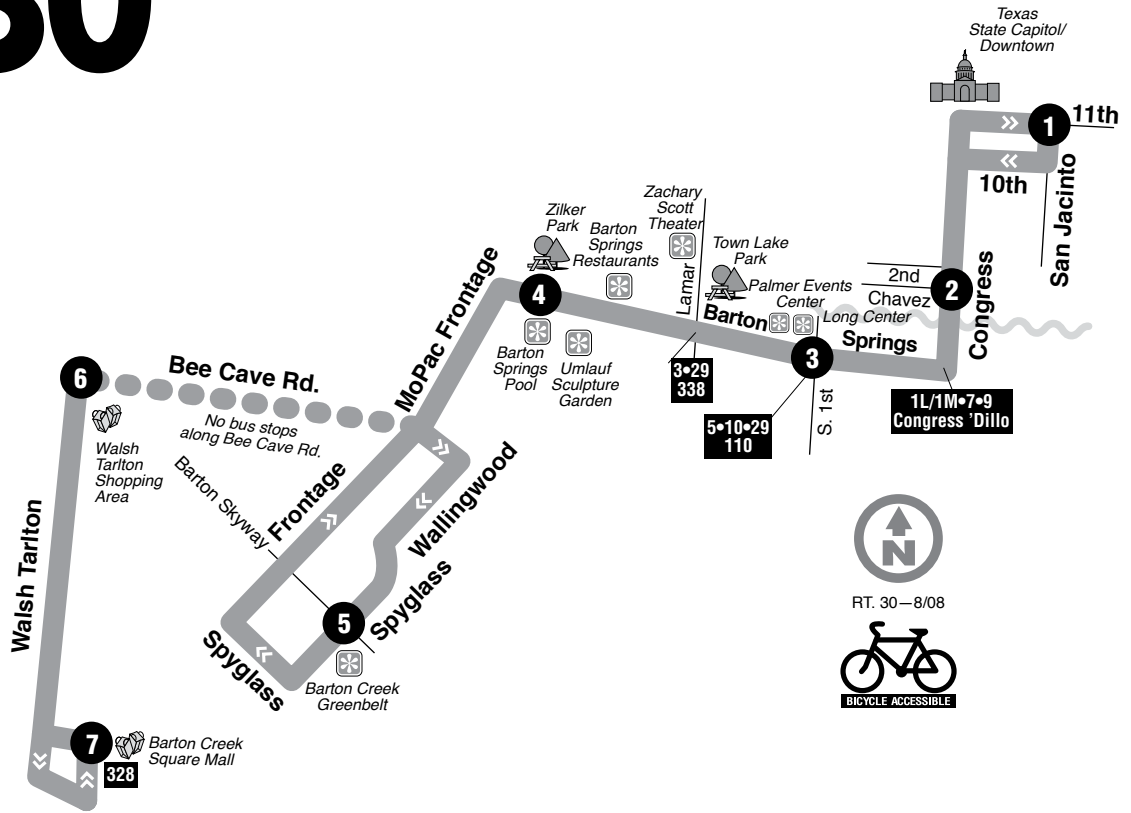 30
Texas
State Capitol/
Downtown
1
11th
10th
San Jacinto
Zachary
Scott
Theater
Zilker
Park
Barton
Springs
Restaurants
Town Lake
Park
Lamar
2nd
Chavez
2
Congress
Palmer Events
Center
Long Center
MoPac Frontage
4
Barton
Springs
3
Barton
Springs
Pool
Umlauf
Sculpture
Garden
3•29
338
5•10•29
110
S. 1st
1L/1M•7•9
Congress 'Dillo
6
Bee Cave Rd.
No bus stops
along Bee Cave Rd.
Walsh
Tarlton
Shopping
Area
Barton Skyway
Frontage
Wallingwood
Walsh Tarlton
5
Spyglass
Spyglass
Barton Creek
Greenbelt
N
RT. 30—8/08
BICYCLE ACCESSIBLE
7
Barton Creek
Square Mall
328